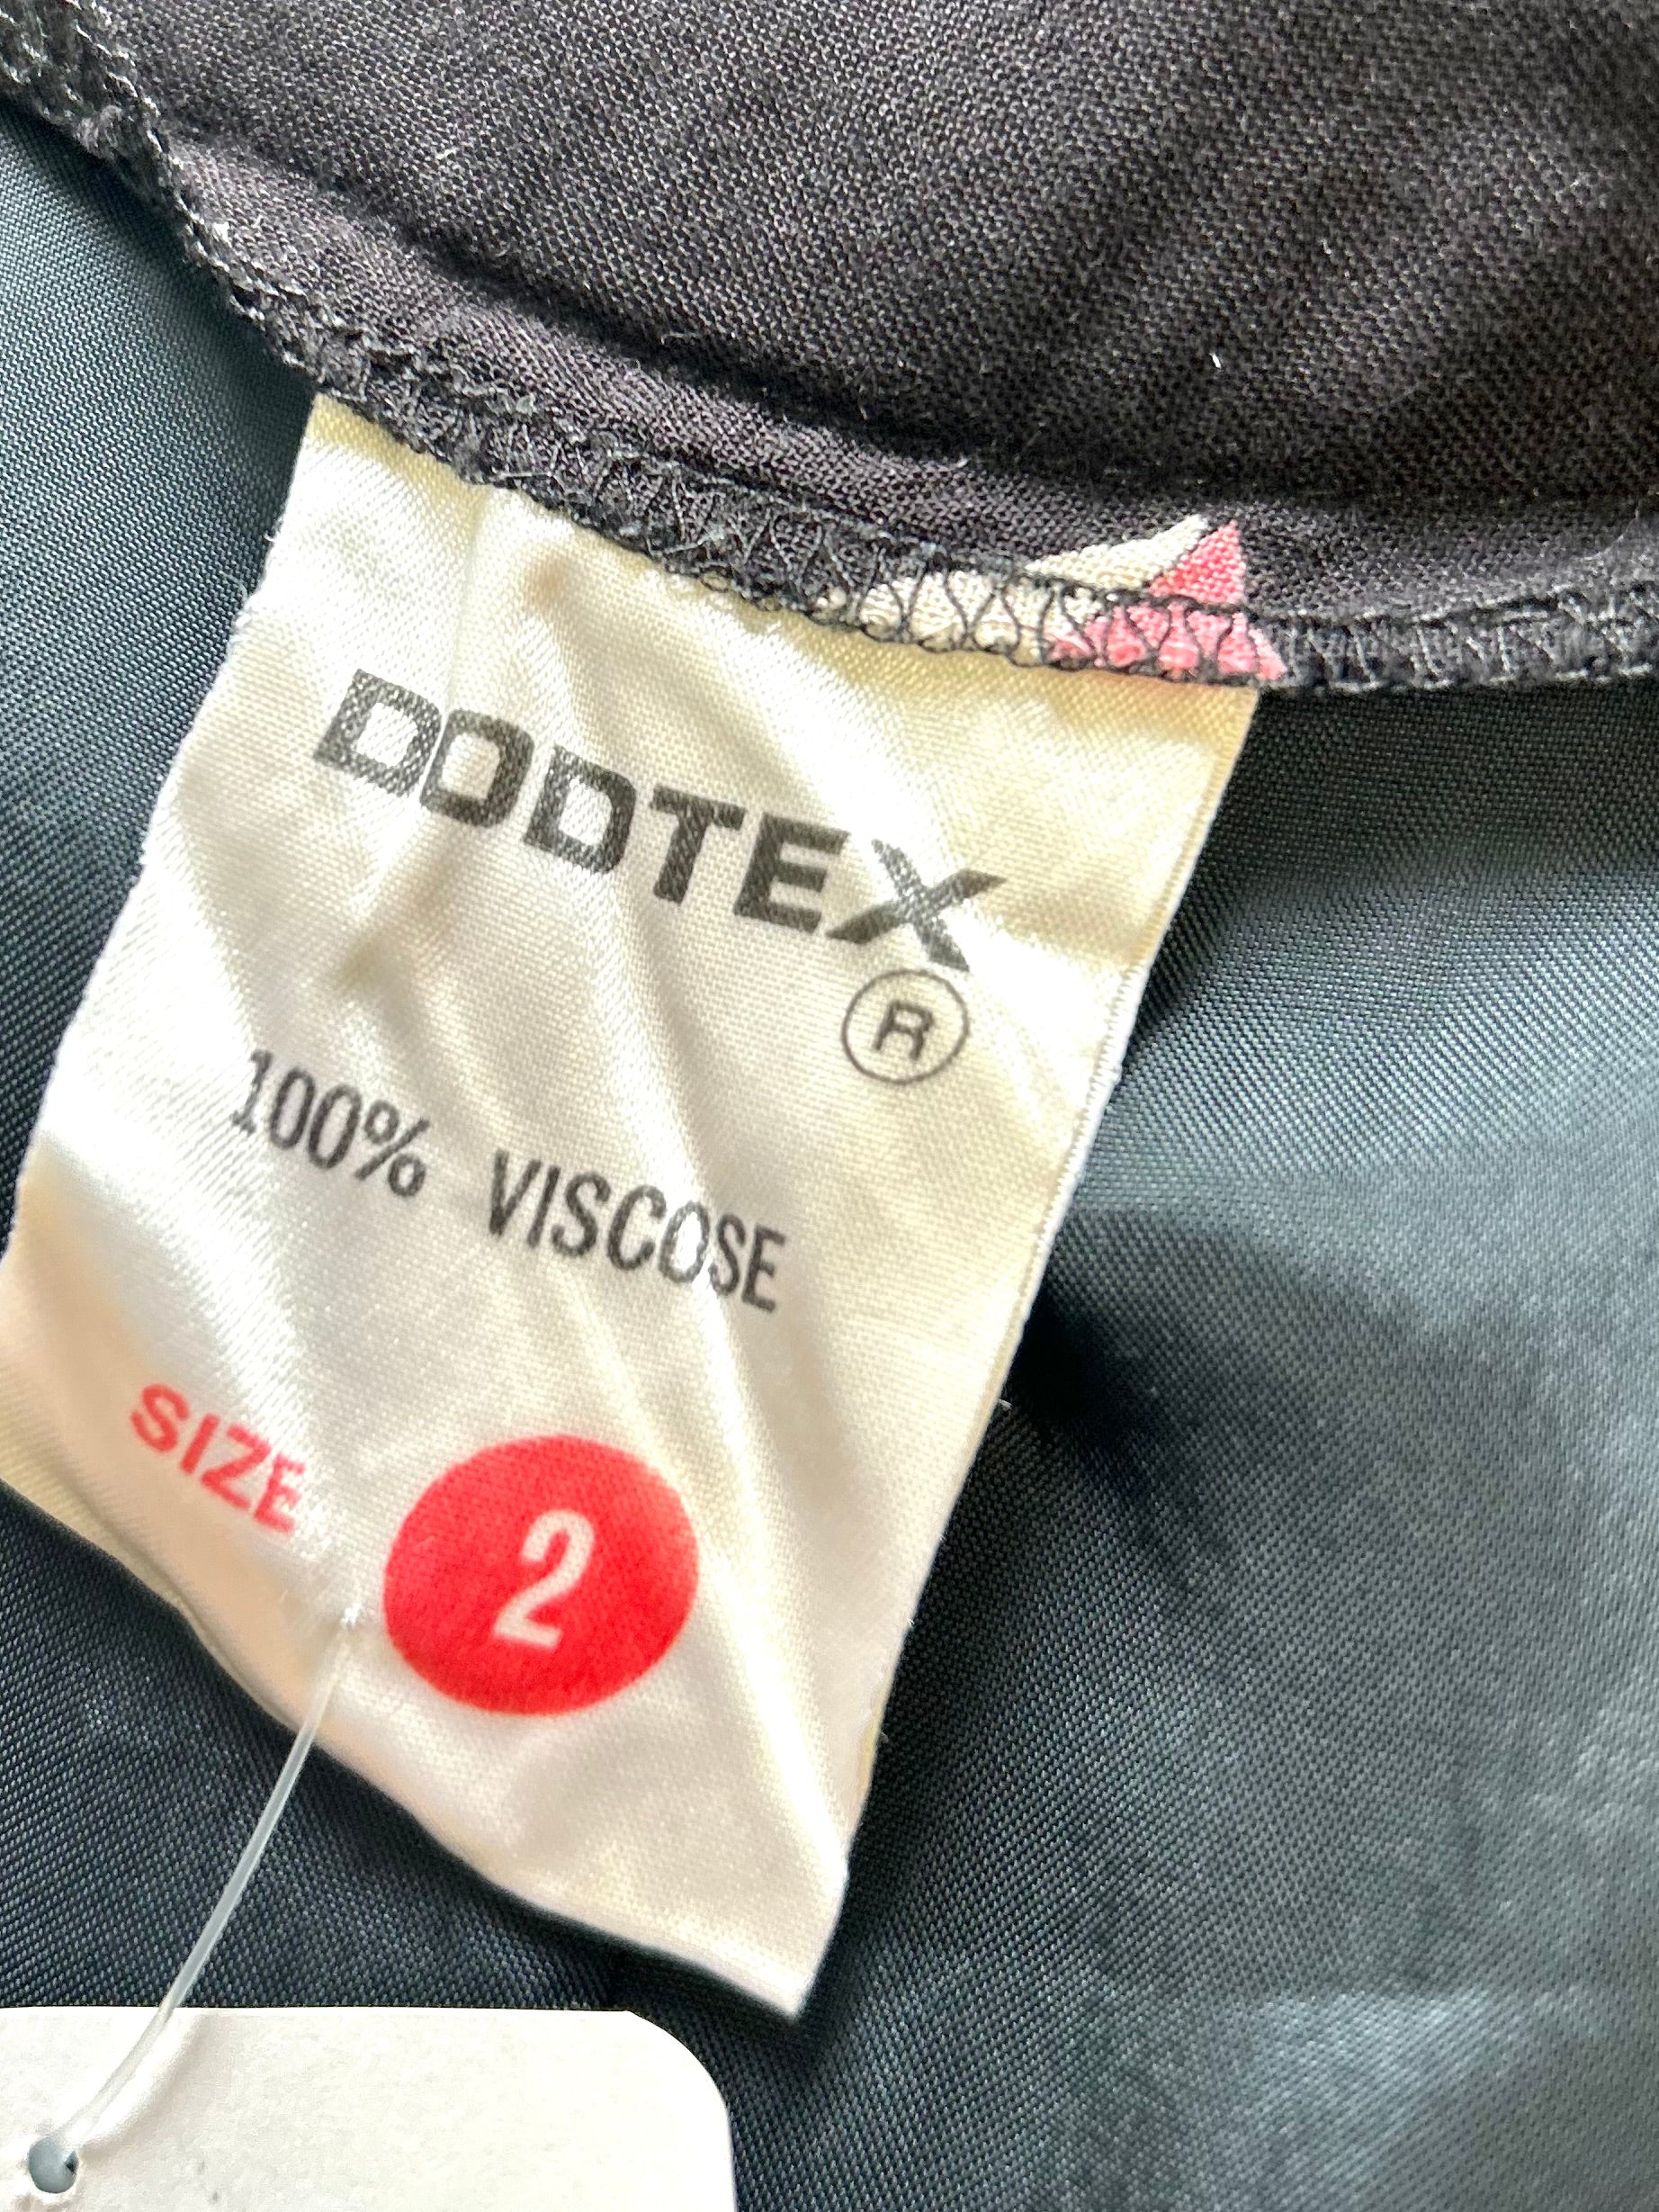 DODTEX
®
100% VISCOSE
SIZE 2